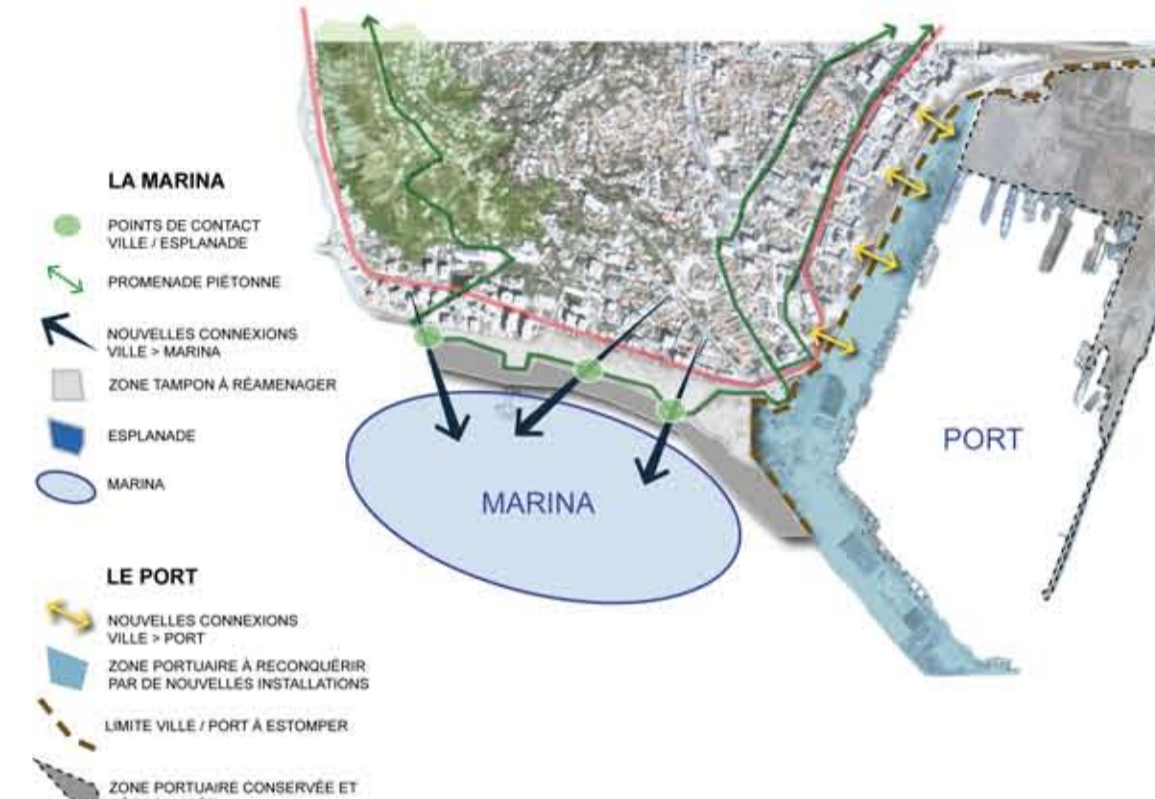 LA MARINA
POINTS DE CONTACT
VILLE / ESPLANADE
PROMENADE PIÉTONNE
NOUVELLES CONNEXIONS
VILLE > MARINA
ZONE TAMPON À RÉAMENAGER
ESPLANADE
MARINA
LE PORT
NOUVELLES CONNEXIONS
VILLE > PORT
ZONE PORTUAIRE À RECONQUÉRIR
PAR DE NOUVELLES INSTALLATIONS
LIMITE VILLE / PORT À ESTOMPER
ZONE PORTUAIRE CONSERVÉE ET
MARINA
PORT